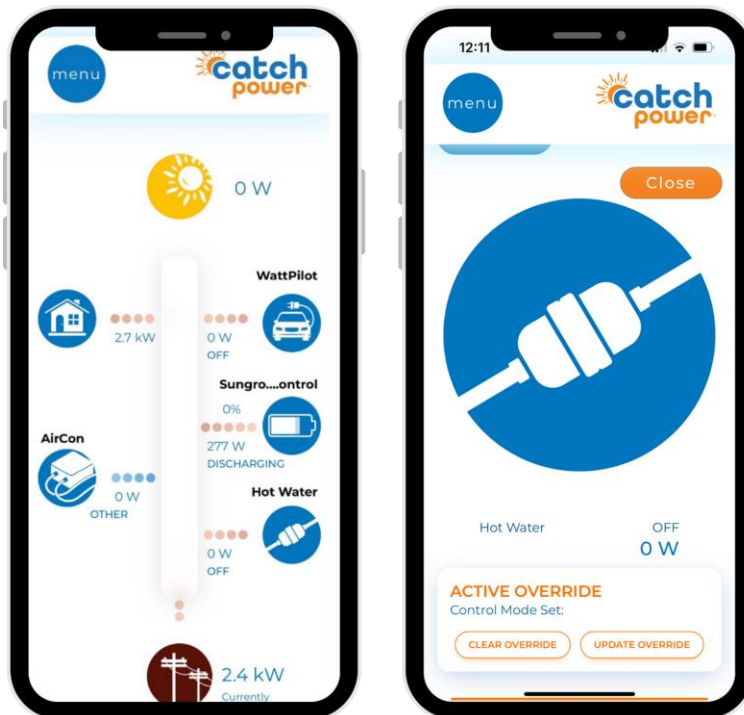 menu
catch
power
0 W
WattPilot
2.7 kW
0 W
OFF
Sungro....ontrol
0%
277 W
DISCHARGING
AirCon
0 W
OTHER
Hot Water
0 W
OFF
2.4 kW
Currently
12:11
menu
catch
power
Close
Hot Water
OFF
0 W
ACTIVE OVERRIDE
Control Mode Set:
CLEAR OVERRIDE
UPDATE OVERRIDE